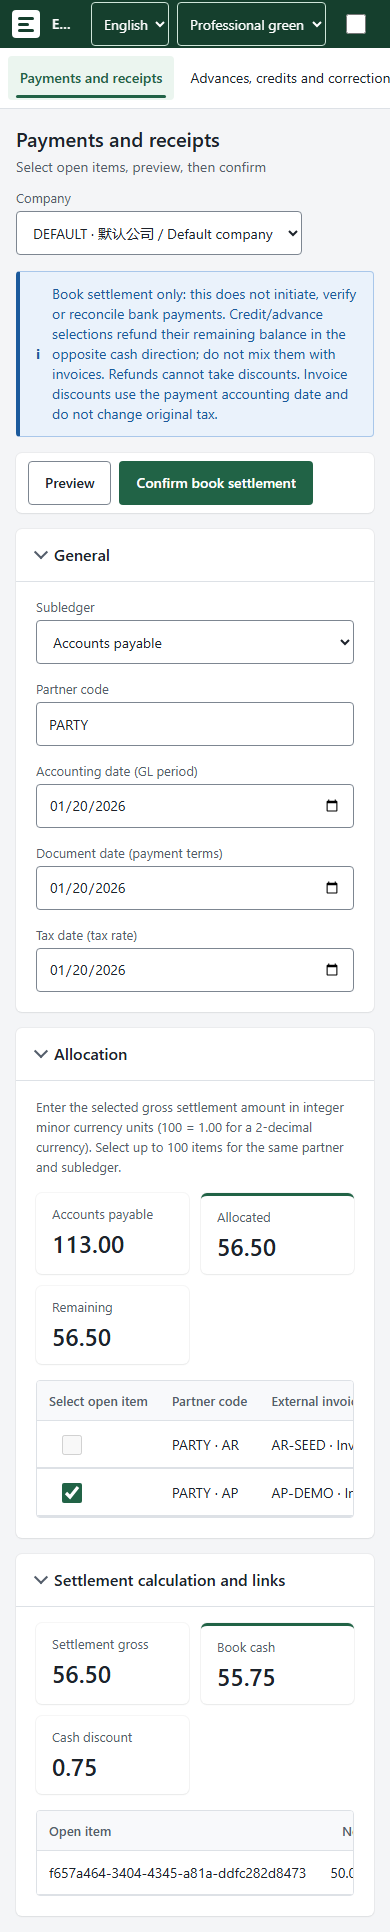 E...
English
Professional green
Payments and receipts
Advances, credits and correction
Payments and receipts
Select open items, preview, then confirm
Company
DEFAULT · 默认公司 / Default company
Book settlement only: this does not initiate, verify
or reconcile bank payments. Credit/advance
selections refund their remaining balance in the
opposite cash direction; do not mix them with
invoices. Refunds cannot take discounts. Invoice
discounts use the payment accounting date and
do not change original tax.
Preview
Confirm book settlement
General
Subledger
Accounts payable
Partner code
PARTY
Accounting date (GL period)
01/20/2026
Document date (payment terms)
01/20/2026
Tax date (tax rate)
01/20/2026
Allocation
Enter the selected gross settlement amount in integer
minor currency units (100 = 1.00 for a 2-decimal
currency). Select up to 100 items for the same partner
and subledger.
Accounts payable
113.00
Allocated
56.50
Remaining
56.50
Select open item Partner code External invoi
PARTY · AR AR-SEED · Inv
PARTY · AP AP-DEMO · In
Settlement calculation and links
Settlement gross
56.50
Book cash
55.75
Cash discount
0.75
Open item
f657a464-3404-4345-a81a-ddfc282d8473 50.0